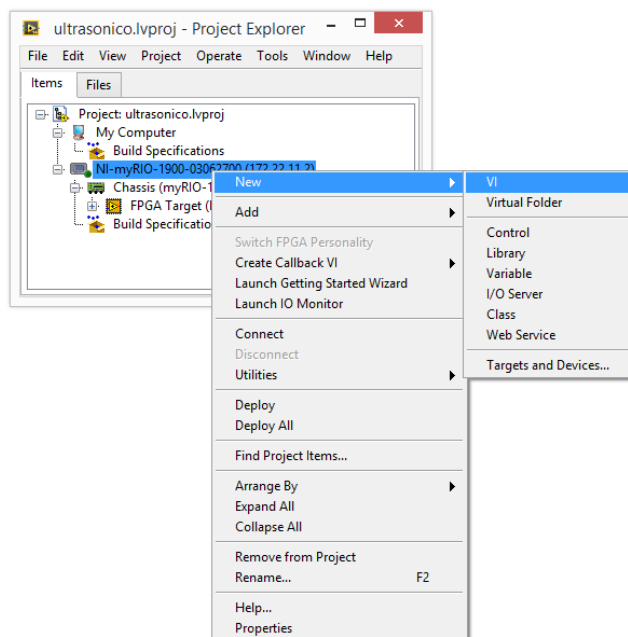 ultrasonico.lvproj - Project Explorer
File Edit View Project Operate Tools Window Help
Items Files
Project: ultrasonico.lvproj
My Computer
Build Specifications
NI-myRIO-1900-03062700 (172.22.11.2)
Chassis (myRIO-1
FPGA Target (
Build Specificatio
New
Add
Switch FPGA Personality
Create Callback VI
Launch Getting Started Wizard
Launch IO Monitor
Connect
Disconnect
Utilities
Deploy
Deploy All
Find Project Items...
Arrange By
Expand All
Collapse All
Remove from Project
Rename... F2
Help...
Properties
VI
Virtual Folder
Control
Library
Variable
I/O Server
Class
Web Service
Targets and Devices...